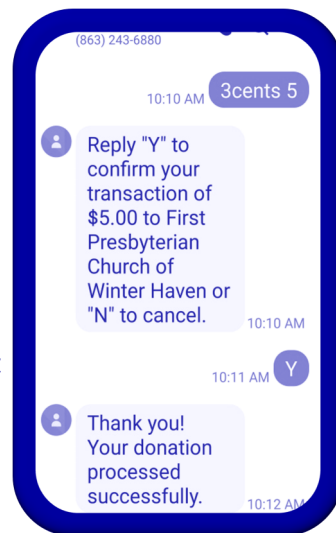 (863) 243-6880
10:10 AM 3cents 5
Reply "Y" to
confirm your
transaction of
$5.00 to First
Presbyterian
Church of
Winter Haven or
"N" to cancel.
10:10 AM
10:11 AM Y
Thank you!
Your donation
processed
successfully.
10:12 AM